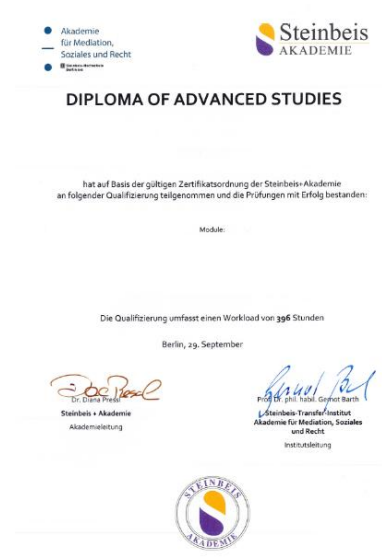 Akademie
für Mediation,
Soziales und Recht
Steinbeis
AKADEMIE
DIPLOMA OF ADVANCED STUDIES
hat auf Basis der gültigen Zertifikatsordnung der Steinbeis+Akademie
an folgender Qualifizierung teilgenommen und die Prüfungen mit Erfolg bestanden:
Module:
Die Qualifizierung umfasst einen Workload von 396 Stunden
Berlin, 29. September
Dr. Diana Pressl
Steinbeis + Akademie
Akademieleitung
Prof. Dr. phil. habil. Gernot Barth
Steinbeis-Transfer-Institut
Akademie für Mediation, Soziales
und Recht
Institutsleitung
STEINBEIS
AKADEMIE